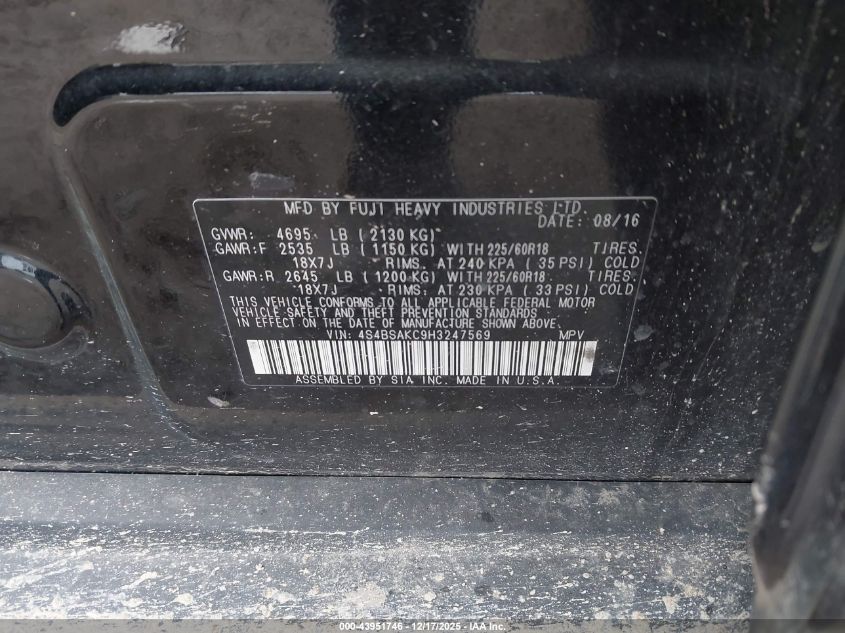 MFD BY FUJI HEAVY INDUSTRIES LTD.
DATE: 08/16
GVWR: 4695 LB ( 2130 KG)
GAWR:F 2535 LB ( 1150 KG) WITH 225/60R18 TIRES,
18X7J RIMS, AT 240 KPA ( 35 PSI) COLD
GAWR:R 2645 LB ( 1200 KG) WITH 225/60R18 TIRES,
18X7J RIMS, AT 230 KPA ( 33 PSI) COLD
THIS VEHICLE CONFORMS TO ALL APPLICABLE FEDERAL MOTOR
VEHICLE SAFETY AND THEFT PREVENTION STANDARDS
IN EFFECT ON THE DATE OF MANUFACTURE SHOWN ABOVE.
VIN: 4S4BSAKC9H3247569 MPV
ASSEMBLED BY SIA INC. MADE IN U.S.A.
000-43951746 - 12/17/2025 - IAA Inc.